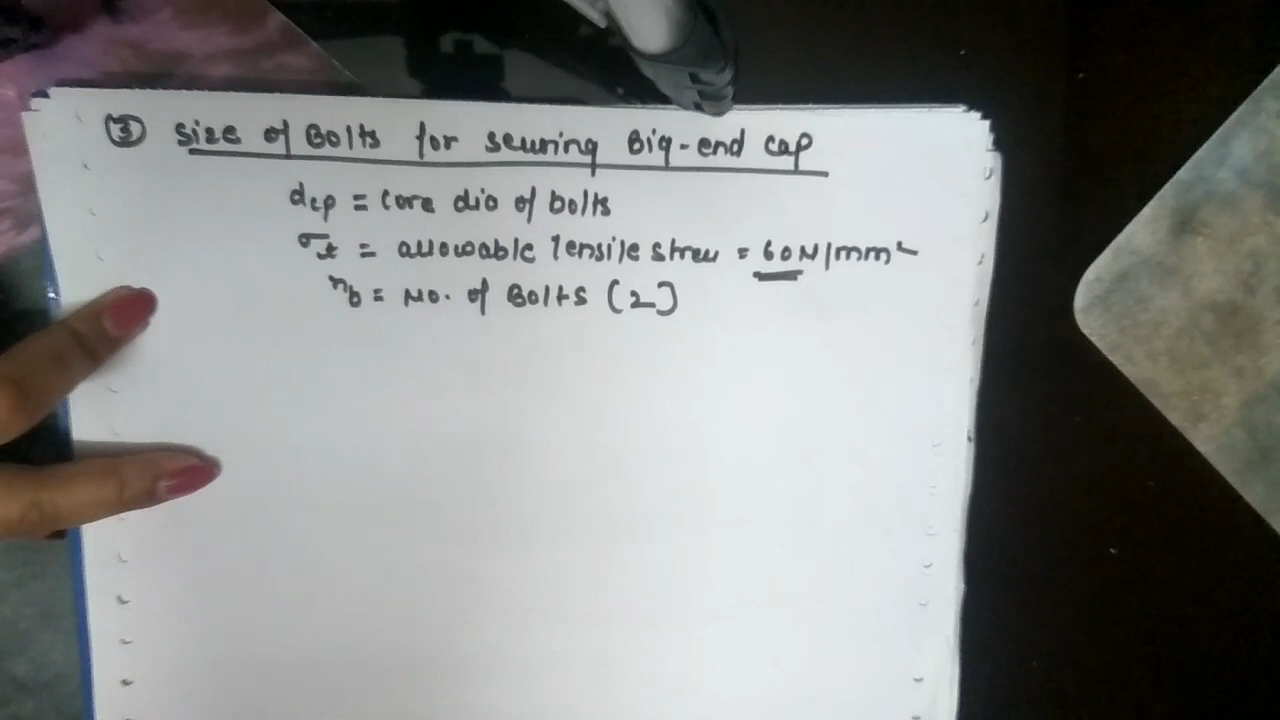 ③ Size of Bolts for securing Big-end cap
dcp = core dia of bolts
σt = allowable tensile stress = 60 N/mm²
nb = No. of Bolts (2)